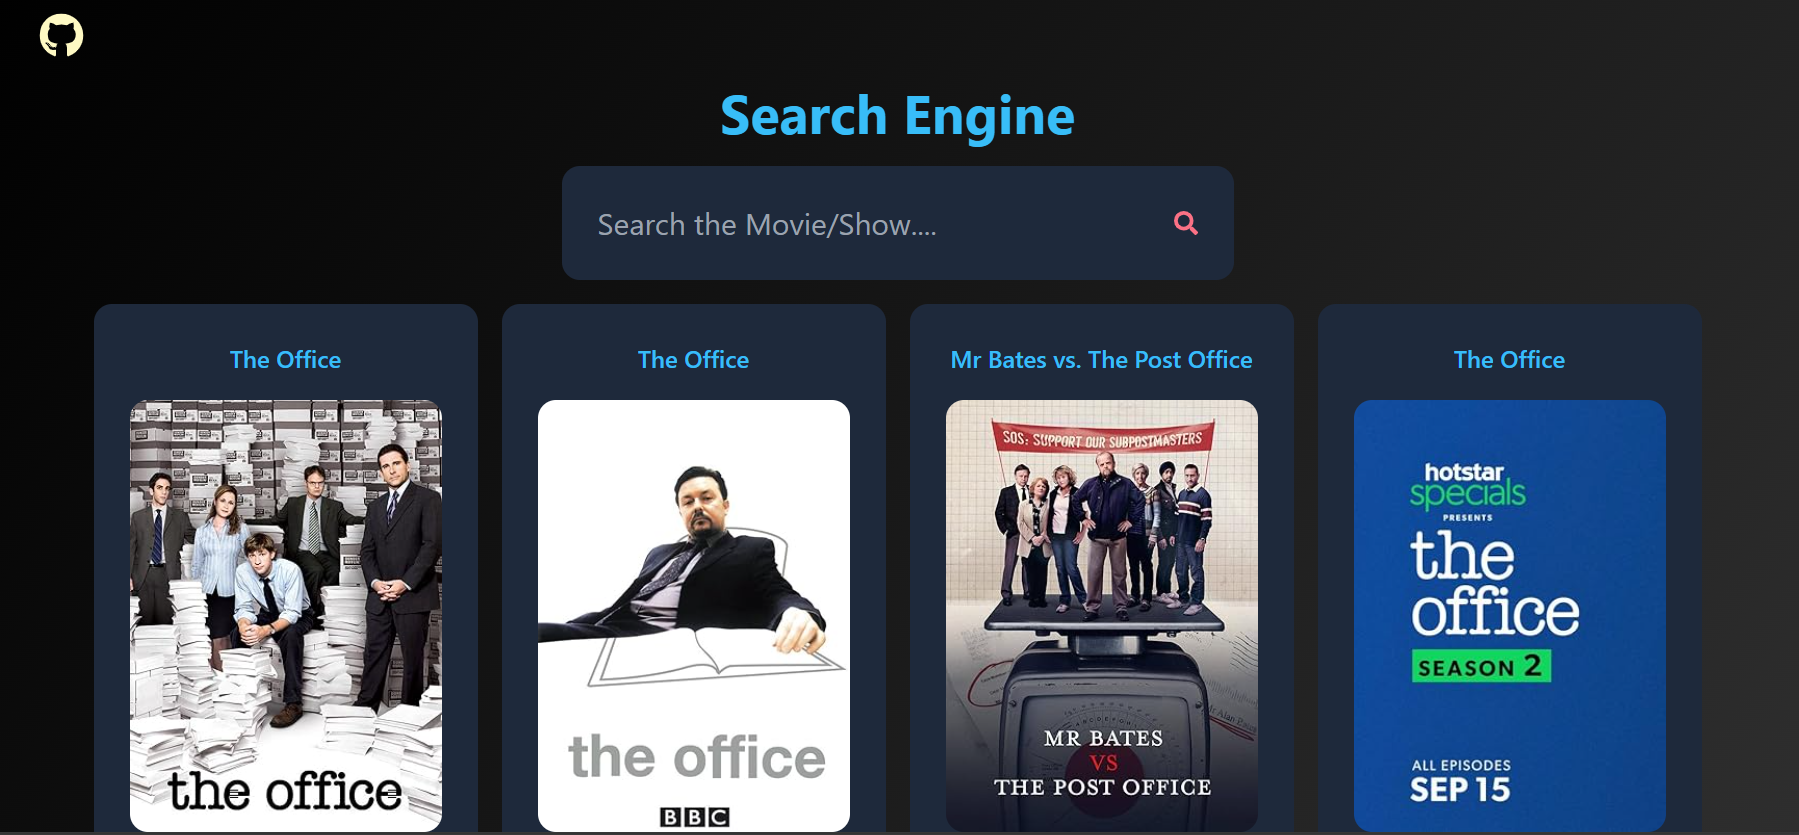 Search Engine
Search the Movie/Show....
The Office
The Office
Mr Bates vs. The Post Office
The Office
the office
the office
BBC
SOS: SUPPORT OUR SUBPOSTMASTERS
MR BATES
VS
THE POST OFFICE
hotstar
specials
PRESENTS
the
office
SEASON 2
ALL EPISODES
SEP 15